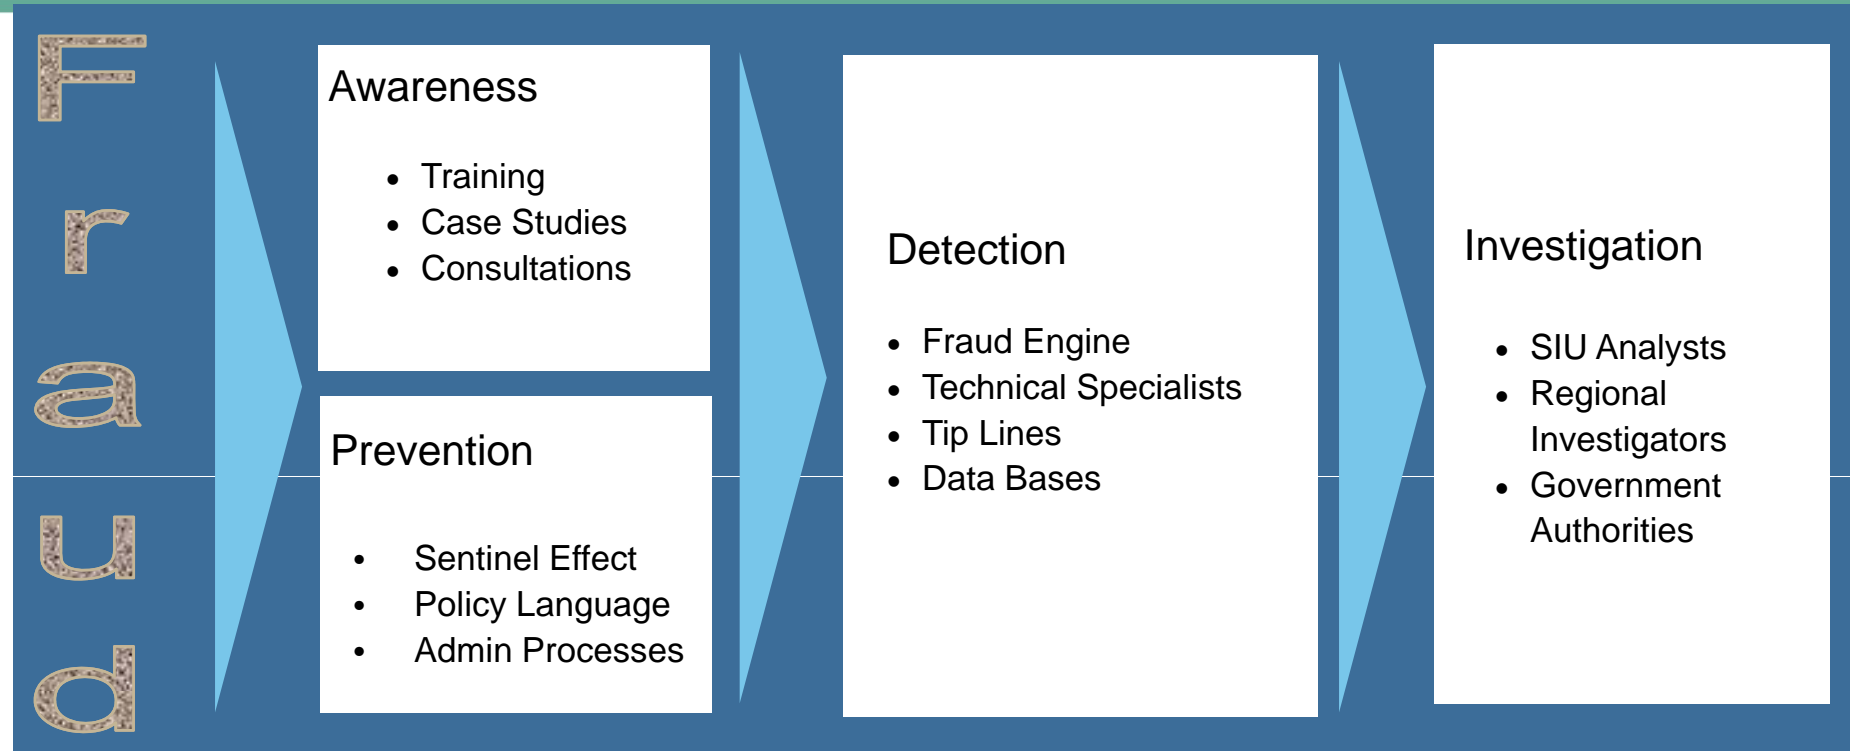 Fraud
Awareness
• Training
• Case Studies
• Consultations
Prevention
• Sentinel Effect
• Policy Language
• Admin Processes
Detection
• Fraud Engine
• Technical Specialists
• Tip Lines
• Data Bases
Investigation
• SIU Analysts
• Regional
Investigators
• Government
Authorities